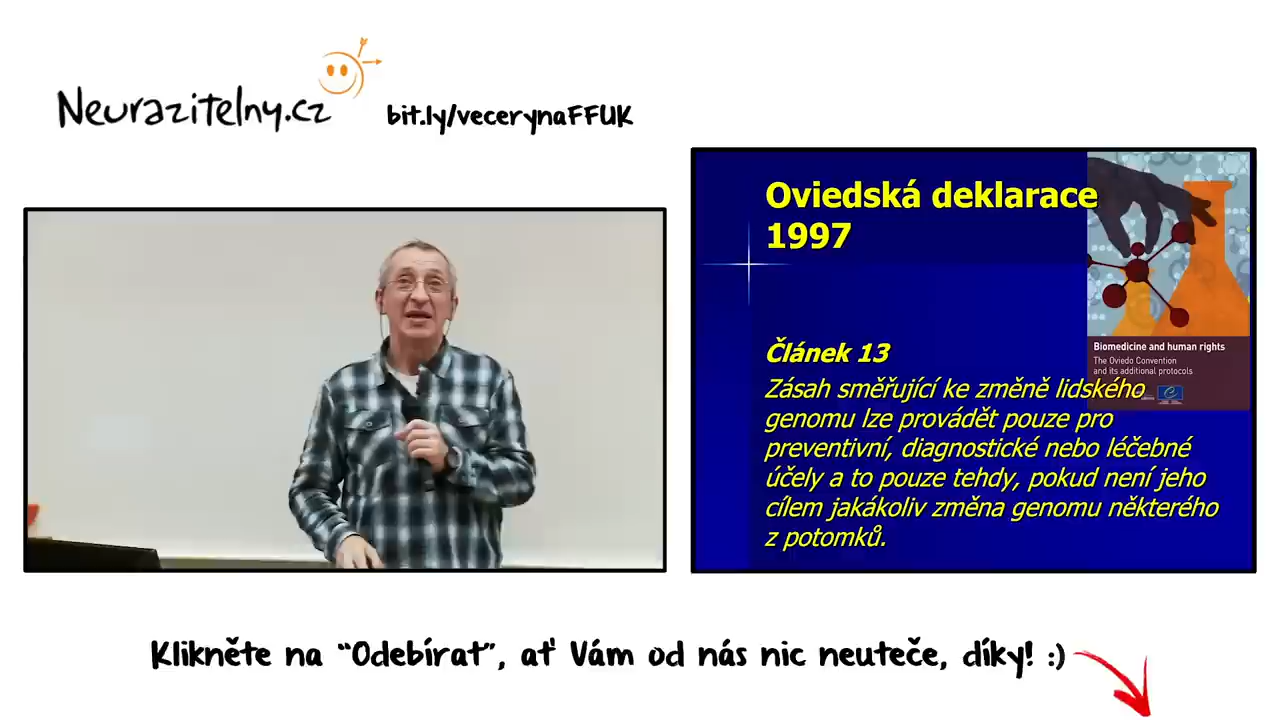 Neurazitelny.cz
bit.ly/vecerynaFFUK
Oviedská deklarace
1997
Biomedicine and human rights
The Oviedo Convention
and its additional protocols
Článek 13
Zásah směřující ke změně lidského
genomu lze provádět pouze pro
preventivní, diagnostické nebo léčebné
účely a to pouze tehdy, pokud není jeho
cílem jakákoliv změna genomu některého
z potomků.
Klikněte na “Odebírat”, ať Vám od nás nic neuteče, díky! :)